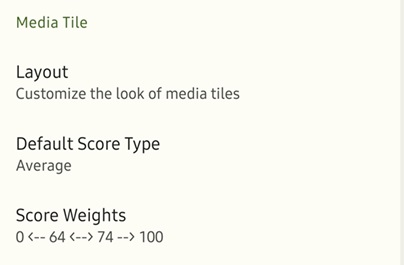 Media Tile
Layout
Customize the look of media tiles
Default Score Type
Average
Score Weights
0 <-- 64 <--> 74 --> 100